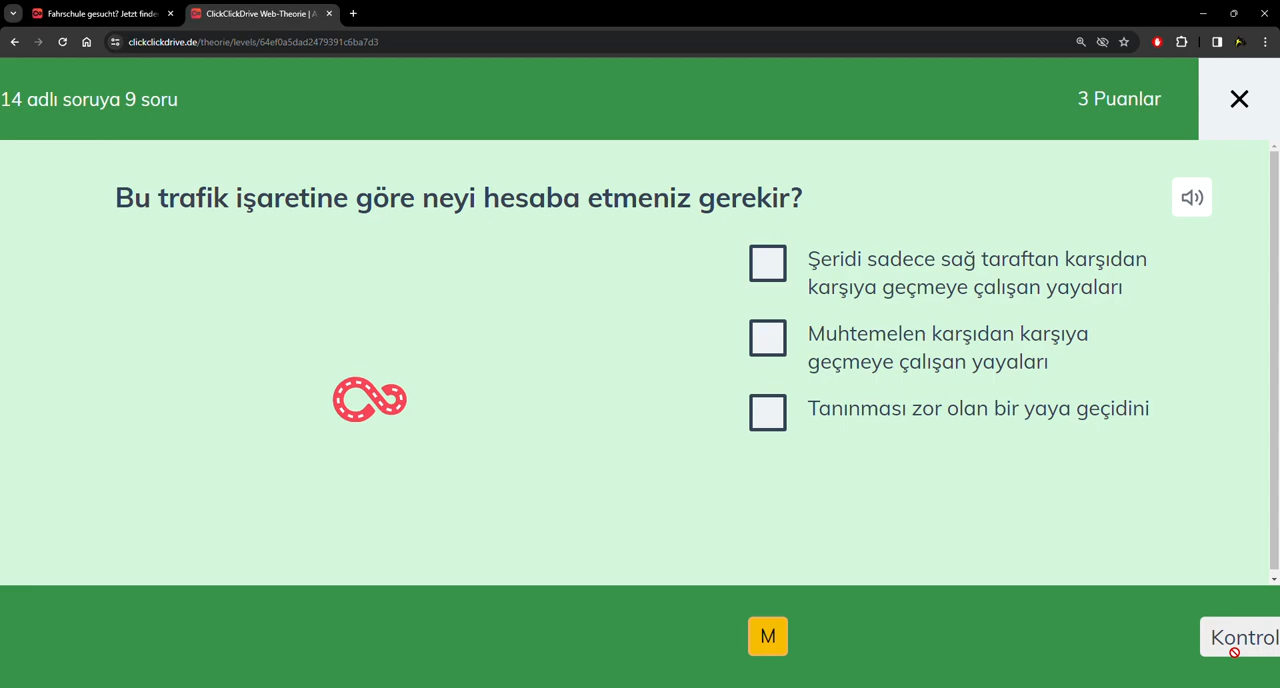 Fahrschule gesucht? Jetzt finde
ClickClickDrive Web-Theorie | A
clickclickdrive.de/theorie/levels/64ef0a5dad2479391c6ba7d3
14 adlı soruya 9 soru
3 Puanlar
Bu trafik işaretine göre neyi hesaba etmeniz gerekir?
Şeridi sadece sağ taraftan karşıdan
karşıya geçmeye çalışan yayaları
Muhtemelen karşıdan karşıya
geçmeye çalışan yayaları
Tanınması zor olan bir yaya geçidini
M
Kontrol